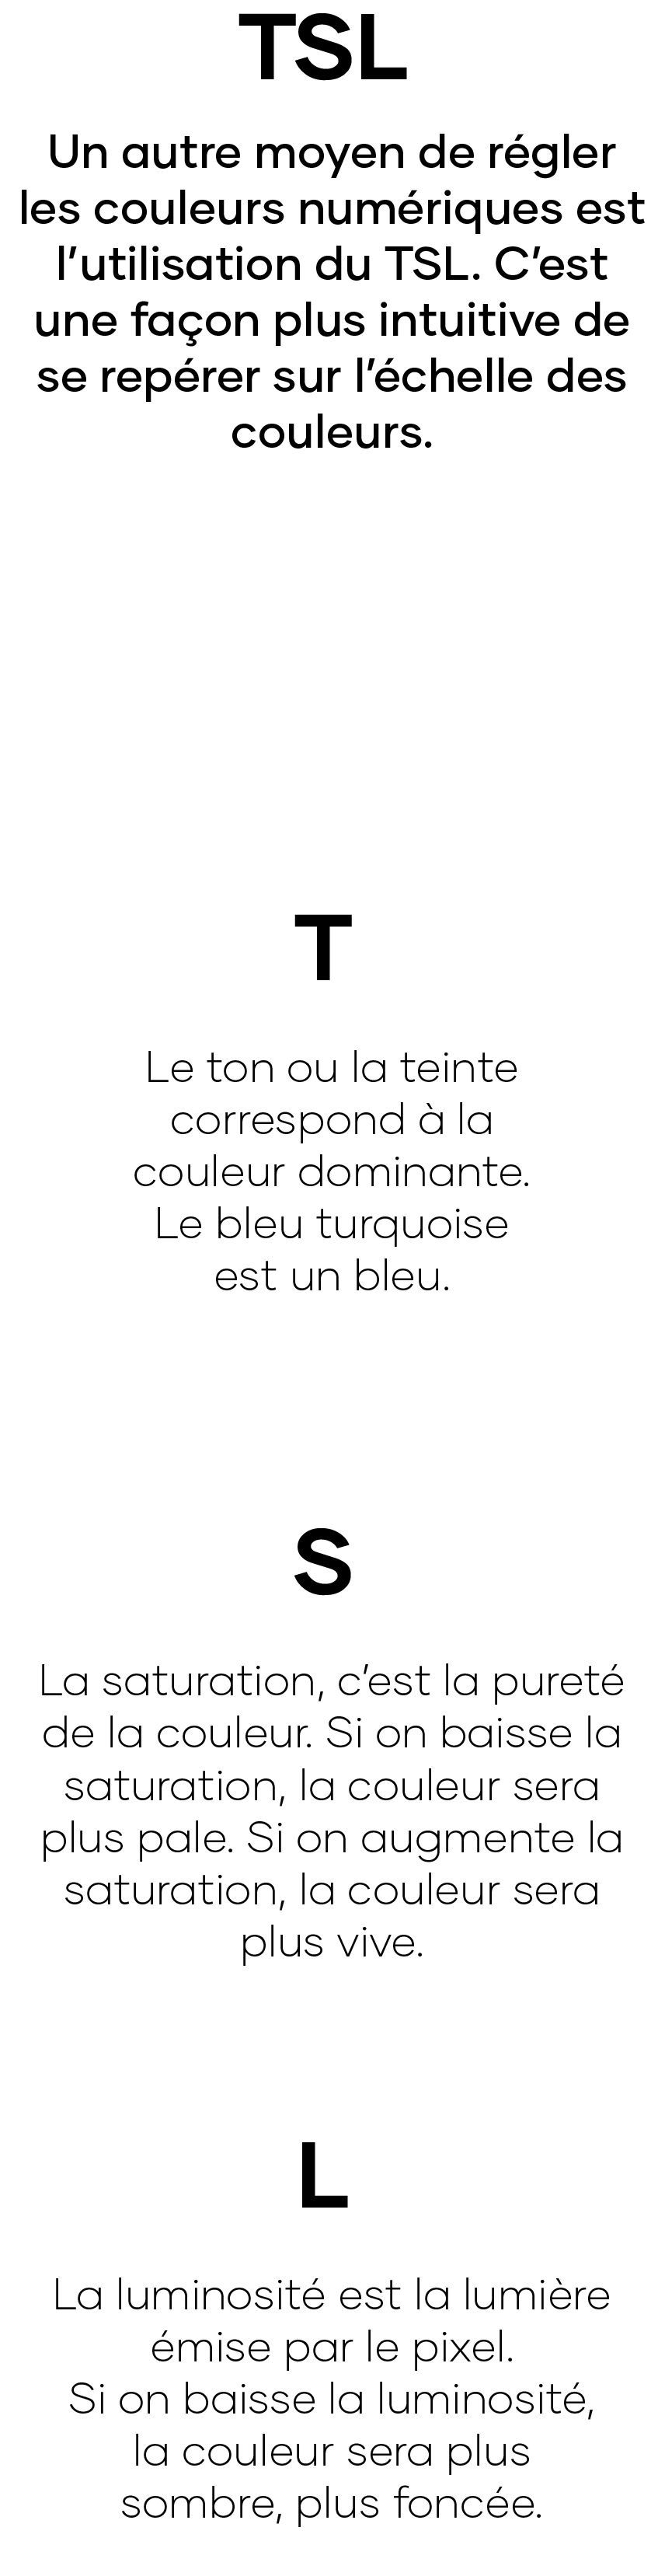 TSL
Un autre moyen de régler
les couleurs numériques est
l’utilisation du TSL. C’est
une façon plus intuitive de
se repérer sur l’échelle des
couleurs.
T
Le ton ou la teinte
correspond à la
couleur dominante.
Le bleu turquoise
est un bleu.
S
La saturation, c’est la pureté
de la couleur. Si on baisse la
saturation, la couleur sera
plus pale. Si on augmente la
saturation, la couleur sera
plus vive.
L
La luminosité est la lumière
émise par le pixel.
Si on baisse la luminosité,
la couleur sera plus
sombre, plus foncée.